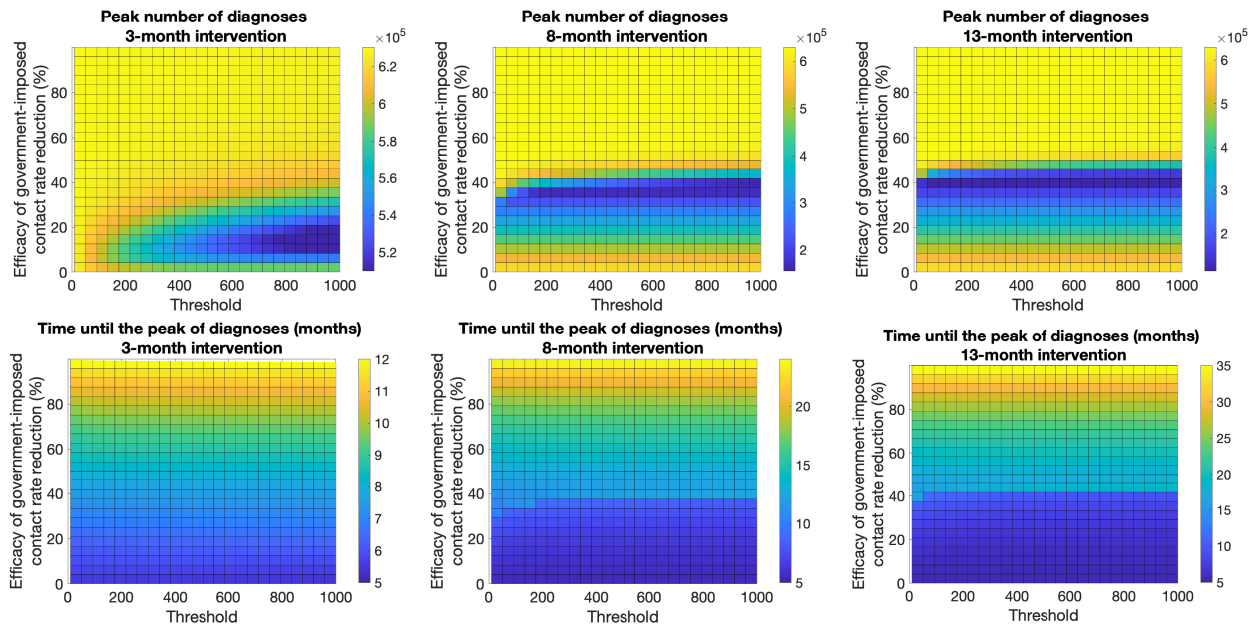 Peak number of diagnoses
3-month intervention
×10⁵
Efficacy of government-imposed
contact rate reduction (%)
80
60
40
20
0
0 200 400 600 800 1000
Threshold
6.2
6
5.8
5.6
5.4
5.2
Peak number of diagnoses
8-month intervention
×10⁵
Efficacy of government-imposed
contact rate reduction (%)
80
60
40
20
0
0 200 400 600 800 1000
Threshold
6
5
4
3
2
Peak number of diagnoses
13-month intervention
×10⁵
Efficacy of government-imposed
contact rate reduction (%)
80
60
40
20
0
0 200 400 600 800 1000
Threshold
6
5
4
3
2
Time until the peak of diagnoses (months)
3-month intervention
Efficacy of government-imposed
contact rate reduction (%)
80
60
40
20
0
0 200 400 600 800 1000
Threshold
12
11
10
9
8
7
6
5
Time until the peak of diagnoses (months)
8-month intervention
Efficacy of government-imposed
contact rate reduction (%)
80
60
40
20
0
0 200 400 600 800 1000
Threshold
20
15
10
5
Time until the peak of diagnoses (months)
13-month intervention
Efficacy of government-imposed
contact rate reduction (%)
80
60
40
20
0
0 200 400 600 800 1000
Threshold
35
30
25
20
15
10
5